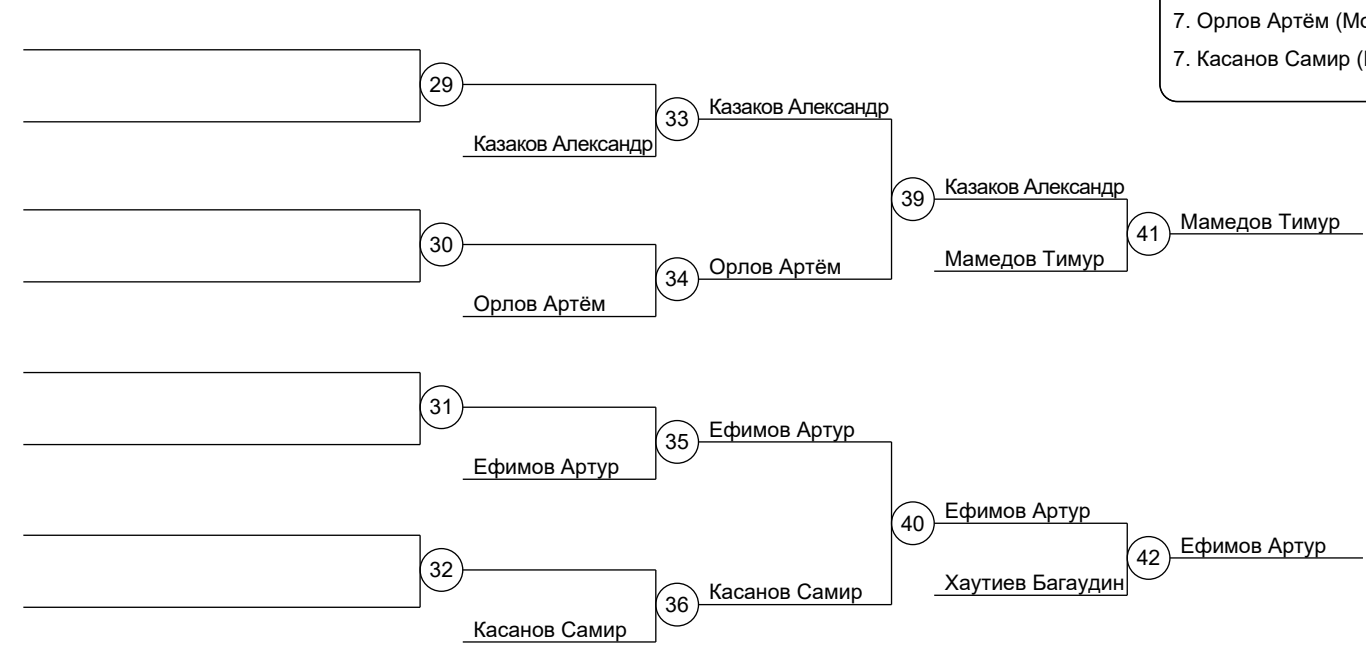 7. Орлов Артём
7. Касанов Самир
29
33
Казаков Александр
Казаков Александр
39
Казаков Александр
30
34
Орлов Артём
Орлов Артём
Мамедов Тимур
41
Мамедов Тимур
31
35
Ефимов Артур
Ефимов Артур
40
Ефимов Артур
32
36
Касанов Самир
Касанов Самир
Хаутиев Багаудин
42
Ефимов Артур